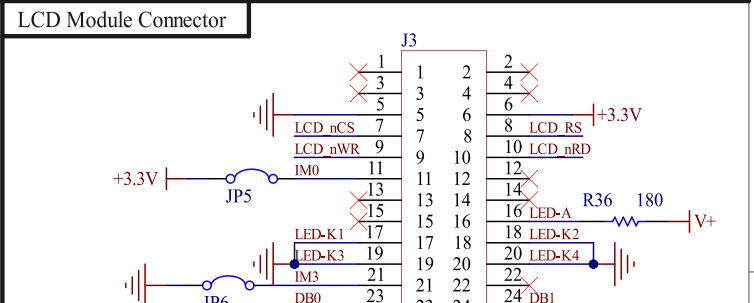 LCD Module Connector
J3
1 1 2 2
3 3 4 4
5 5 6 6 +3.3V
LCD_nCS 7 7 8 8 LCD_RS
LCD_nWR 9 9 10 10 LCD_nRD
+3.3V JP5 IM0 11 11 12 12
13 13 14 14 R36 180
15 15 16 16 LED-A V+
LED-K1 17 17 18 18 LED-K2
LED-K3 19 19 20 20 LED-K4
IM3 21 21 22 22
JP6 DB0 23 23 24 24 DB1